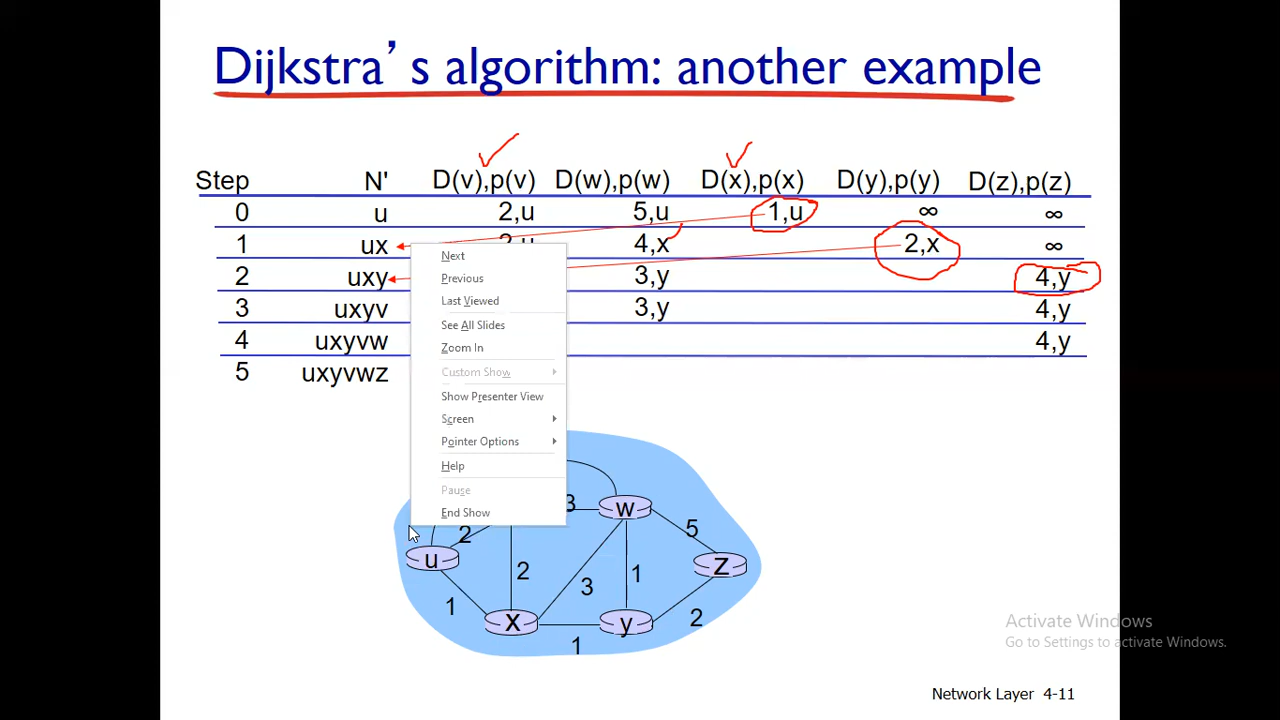 Dijkstra's algorithm: another example
Step N' D(v),p(v) D(w),p(w) D(x),p(x) D(y),p(y) D(z),p(z)
0 u 2,u 5,u 1,u ∞ ∞
1 ux 2,u 4,x 2,x ∞
2 uxy 3,y 4,y
3 uxyv 3,y 4,y
4 uxyvw 4,y
5 uxyvwz
Next
Previous
Last Viewed
See All Slides
Zoom In
Custom Show
Show Presenter View
Screen
Pointer Options
Help
Pause
End Show
3 w
2 5
u z
2 3 1
1 2
x y
1
Activate Windows
Go to Settings to activate Windows.
Network Layer 4-11